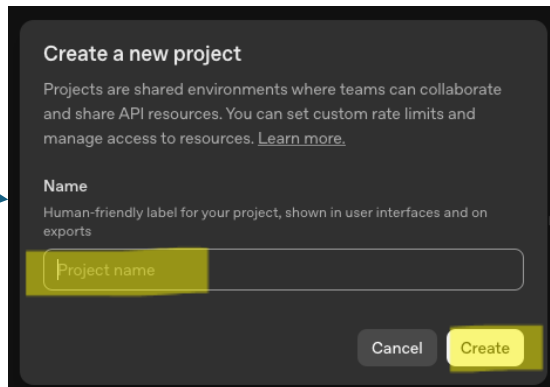 Create a new project
Projects are shared environments where teams can collaborate
and share API resources. You can set custom rate limits and
manage access to resources. Learn more.
Name
Human-friendly label for your project, shown in user interfaces and on
exports
Project name
Cancel Create